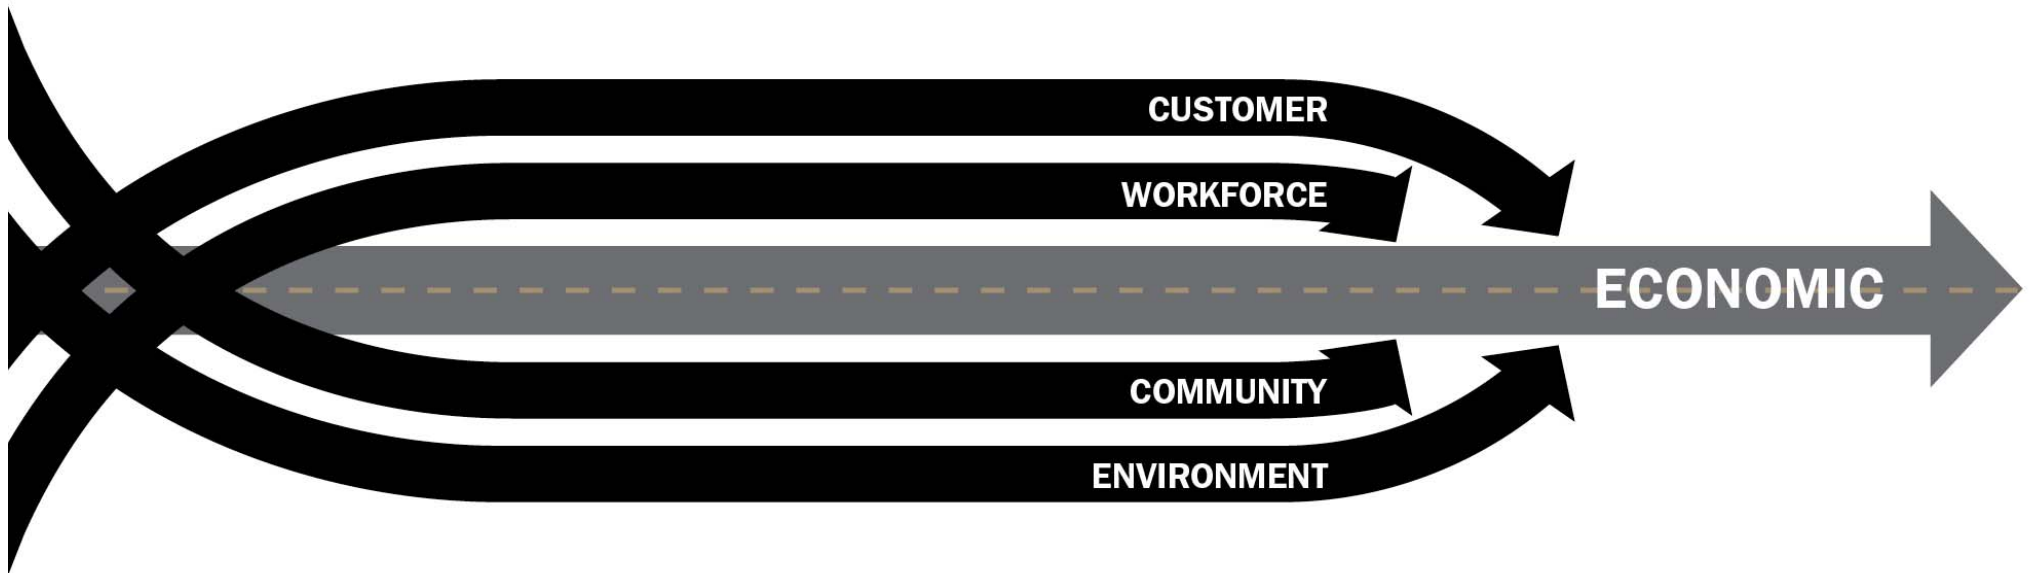 CUSTOMER
WORKFORCE
ECONOMIC
COMMUNITY
ENVIRONMENT